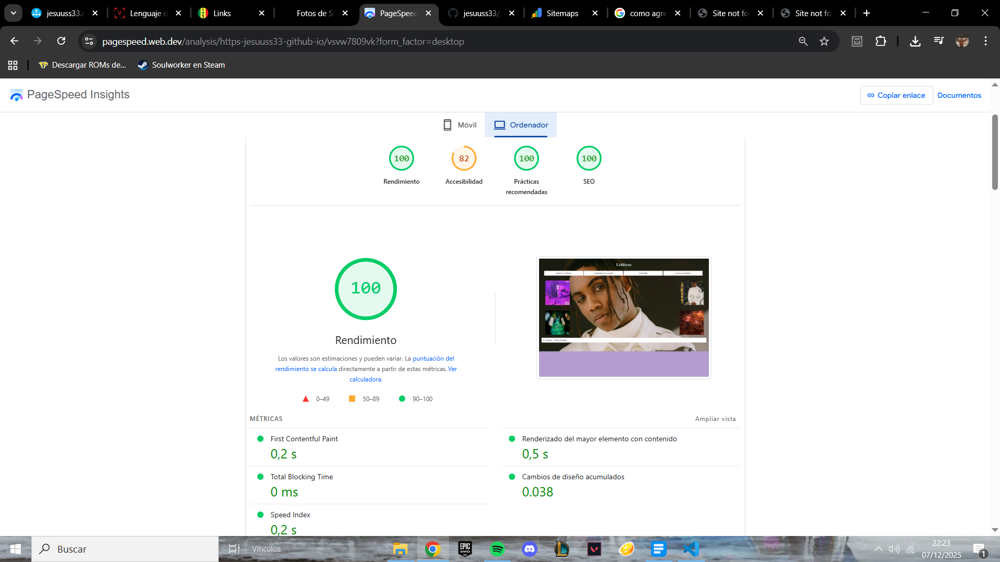 jesuuss33.g
Lenguaje d
Links
Fotos de S
PageSpeed
jesuuss33/j
Sitemaps
como agre
Site not fo
Site not fo
pagespeed.web.dev/analysis/https-jesuuss33-github-io/vsvw7809vk?form_factor=desktop
Descargar ROMs de...
Soulworker en Steam
PageSpeed Insights
Copiar enlace
Documentos
Móvil
Ordenador
100
82
100
100
Rendimiento
Accesibilidad
Prácticas
recomendadas
SEO
100
Rendimiento
Los valores son estimaciones y pueden variar. La puntuación del
rendimiento se calcula directamente a partir de estas métricas. Ver
calculadora.
0–49
50–89
90–100
Leïtísene
MÉTRICAS
Ampliar vista
First Contentful Paint
0,2 s
Renderizado del mayor elemento con contenido
0,5 s
Total Blocking Time
0 ms
Cambios de diseño acumulados
0.038
Speed Index
0,2 s
Buscar
Vínculos
EPIC
GAMES
22:23
07/12/2025
1